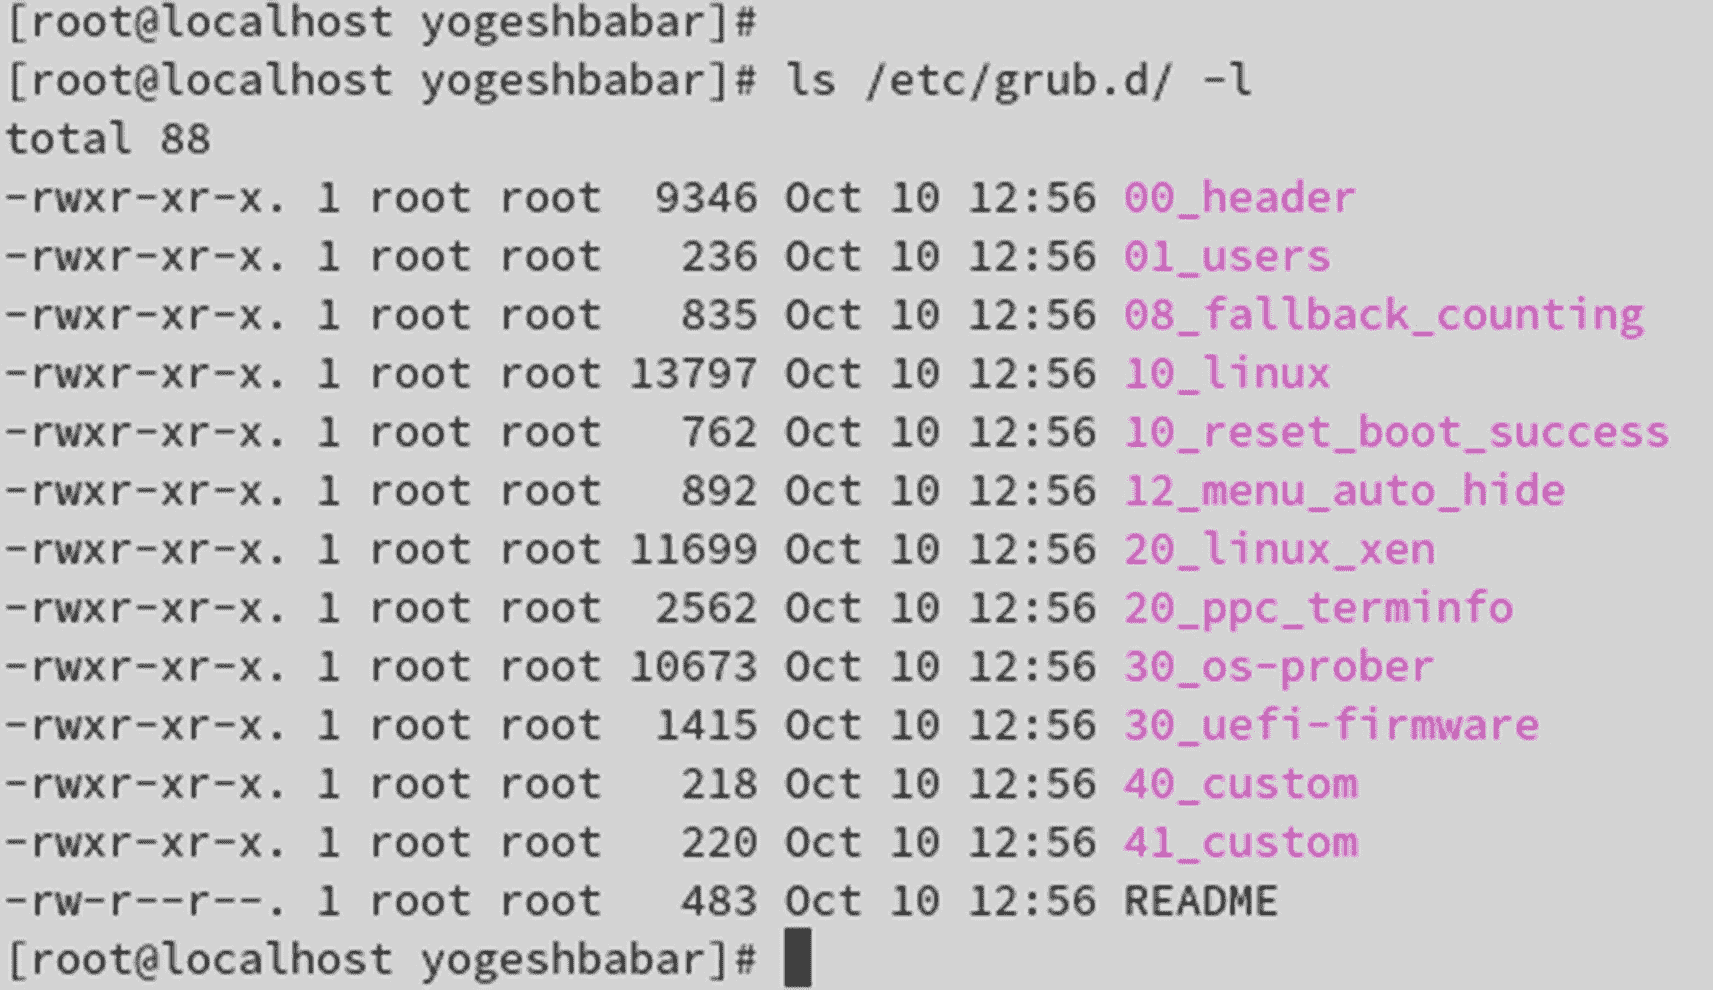 [root@localhost yogeshbabar]#
[root@localhost yogeshbabar]# ls /etc/grub.d/ -l
total 88
-rwxr-xr-x. 1 root root  9346 Oct 10 12:56 00_header
-rwxr-xr-x. 1 root root   236 Oct 10 12:56 01_users
-rwxr-xr-x. 1 root root   835 Oct 10 12:56 08_fallback_counting
-rwxr-xr-x. 1 root root 13797 Oct 10 12:56 10_linux
-rwxr-xr-x. 1 root root   762 Oct 10 12:56 10_reset_boot_success
-rwxr-xr-x. 1 root root   892 Oct 10 12:56 12_menu_auto_hide
-rwxr-xr-x. 1 root root 11699 Oct 10 12:56 20_linux_xen
-rwxr-xr-x. 1 root root  2562 Oct 10 12:56 20_ppc_terminfo
-rwxr-xr-x. 1 root root 10673 Oct 10 12:56 30_os-prober
-rwxr-xr-x. 1 root root  1415 Oct 10 12:56 30_uefi-firmware
-rwxr-xr-x. 1 root root   218 Oct 10 12:56 40_custom
-rwxr-xr-x. 1 root root   220 Oct 10 12:56 41_custom
-rw-r--r--. 1 root root   483 Oct 10 12:56 README
[root@localhost yogeshbabar]#